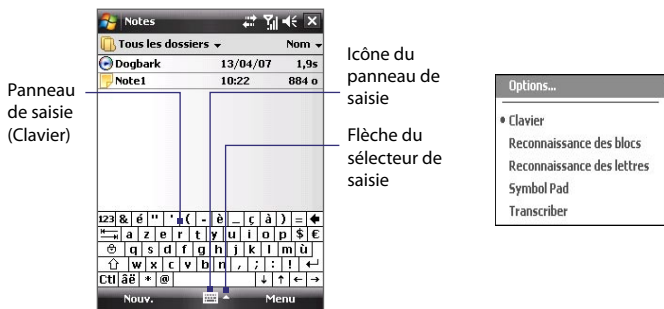 Notes
Tous les dossiers Nom
Dogbark 13/04/07 1,9s
Note1 10:22 884 o
Panneau
de saisie
(Clavier)
Icône du
panneau de
saisie
Flèche du
sélecteur de
saisie
123 & é " ' ( - è _ ç à ) = ←
a z e r t y u i o p $ €
q s d f g h j k l m ù
w x c v b n , ; : ! ↵
Ctl áë * @ ↓ ↑ ← →
Nouv. Menu
Options...
Clavier
Reconnaissance des blocs
Reconnaissance des lettres
Symbol Pad
Transcriber